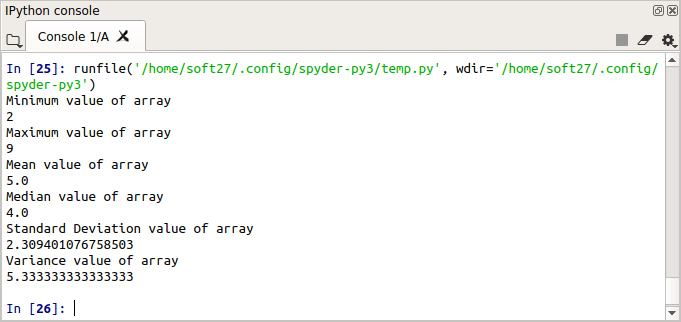 IPython console
Console 1/A
In [25]: runfile('/home/soft27/.config/spyder-py3/temp.py', wdir='/home/soft27/.config/
spyder-py3')
Minimum value of array
2
Maximum value of array
9
Mean value of array
5.0
Median value of array
4.0
Standard Deviation value of array
2.309401076758503
Variance value of array
5.333333333333333
In [26]: